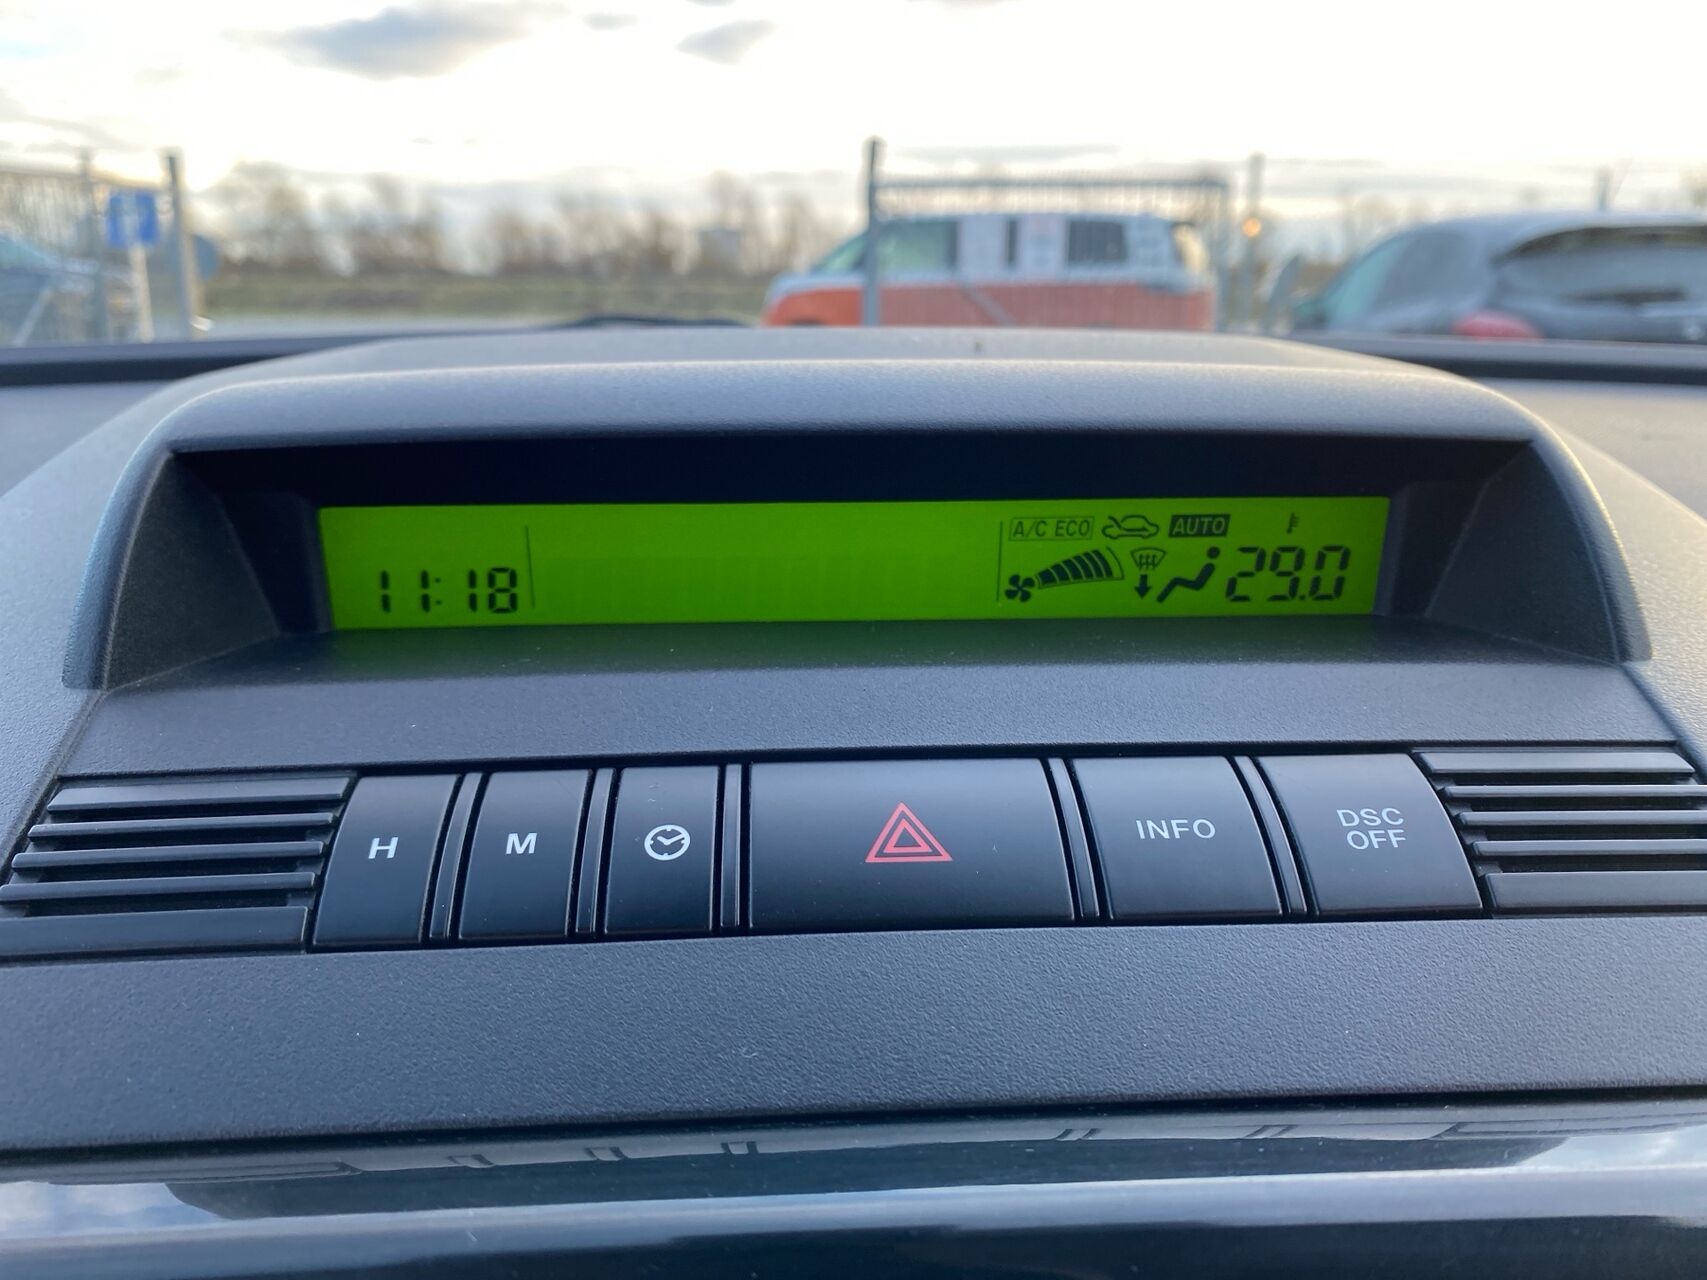 A/C ECO AUTO
11:18 29.0
H M INFO DSC
OFF